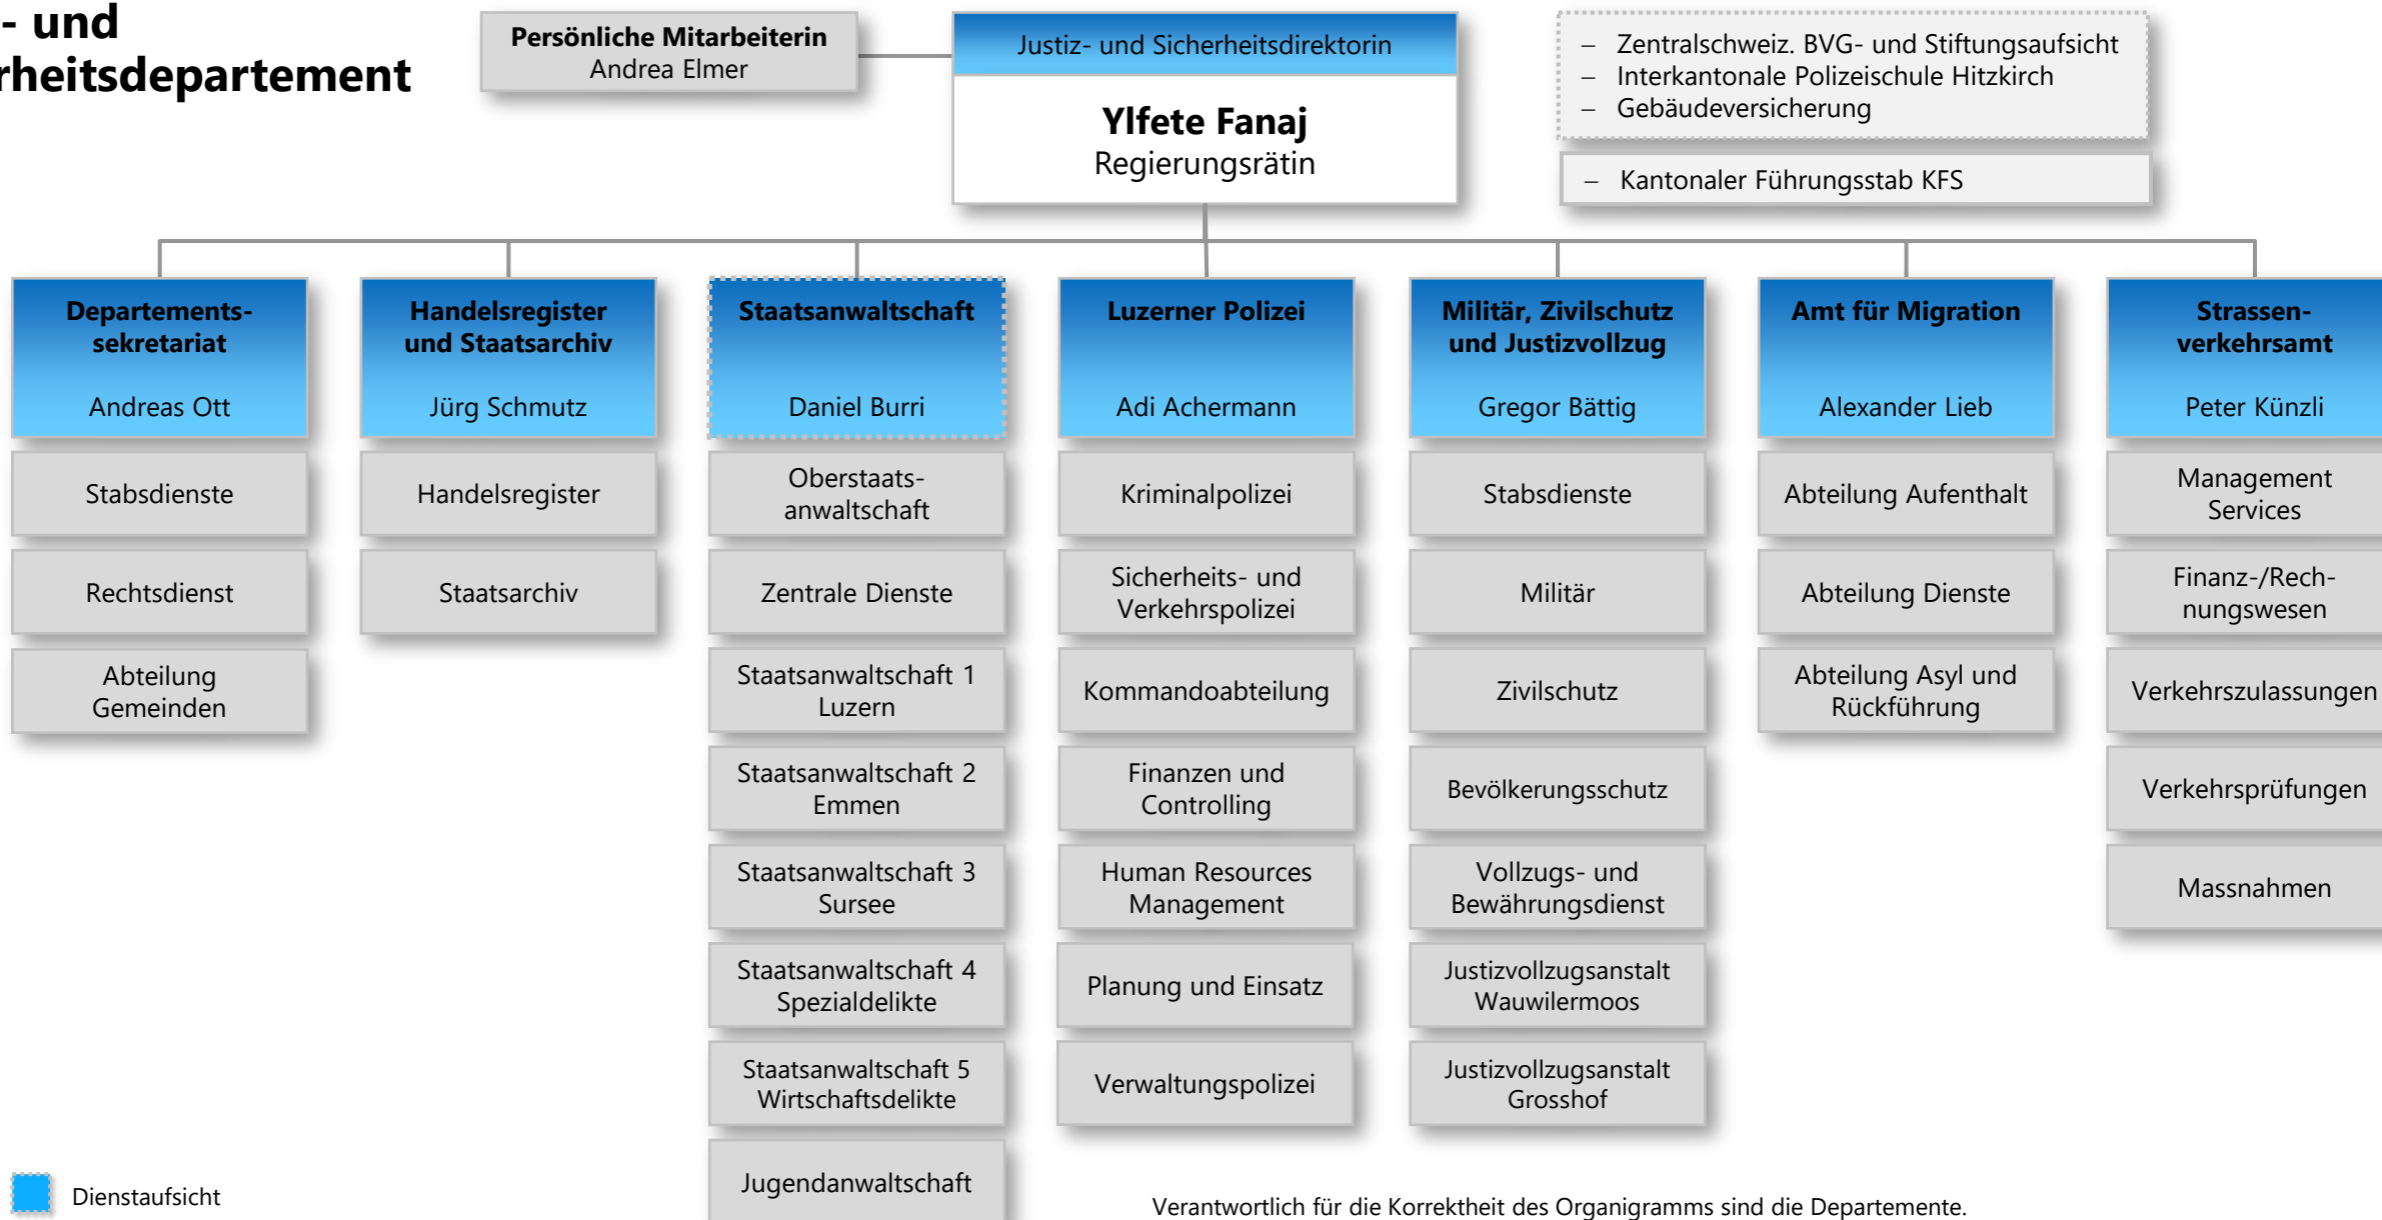 - und
rheitsdepartement
Persönliche Mitarbeiterin
Andrea Elmer
Justiz- und Sicherheitsdirektorin
Ylfete Fanaj
Regierungsrätin
– Zentralschweiz. BVG- und Stiftungsaufsicht
– Interkantonale Polizeischule Hitzkirch
– Gebäudeversicherung
– Kantonaler Führungsstab KFS
Departements-
sekretariat
Andreas Ott
Stabsdienste
Rechtsdienst
Abteilung
Gemeinden
Handelsregister
und Staatsarchiv
Jürg Schmutz
Handelsregister
Staatsarchiv
Staatsanwaltschaft
Daniel Burri
Oberstaats-
anwaltschaft
Zentrale Dienste
Staatsanwaltschaft 1
Luzern
Staatsanwaltschaft 2
Emmen
Staatsanwaltschaft 3
Sursee
Staatsanwaltschaft 4
Spezialdelikte
Staatsanwaltschaft 5
Wirtschaftsdelikte
Jugendanwaltschaft
Luzerner Polizei
Adi Achermann
Kriminalpolizei
Sicherheits- und
Verkehrspolizei
Kommandoabteilung
Finanzen und
Controlling
Human Resources
Management
Planung und Einsatz
Verwaltungspolizei
Militär, Zivilschutz
und Justizvollzug
Gregor Bättig
Stabsdienste
Militär
Zivilschutz
Bevölkerungsschutz
Vollzugs- und
Bewährungsdienst
Justizvollzugsanstalt
Wauwilermoos
Justizvollzugsanstalt
Grosshof
Amt für Migration
Alexander Lieb
Abteilung Aufenthalt
Abteilung Dienste
Abteilung Asyl und
Rückführung
Strassen-
verkehrsamt
Peter Künzli
Management
Services
Finanz-/Rech-
nungswesen
Verkehrszulassungen
Verkehrsprüfungen
Massnahmen
Dienstaufsicht
Verantwortlich für die Korrektheit des Organigramms sind die Departemente.